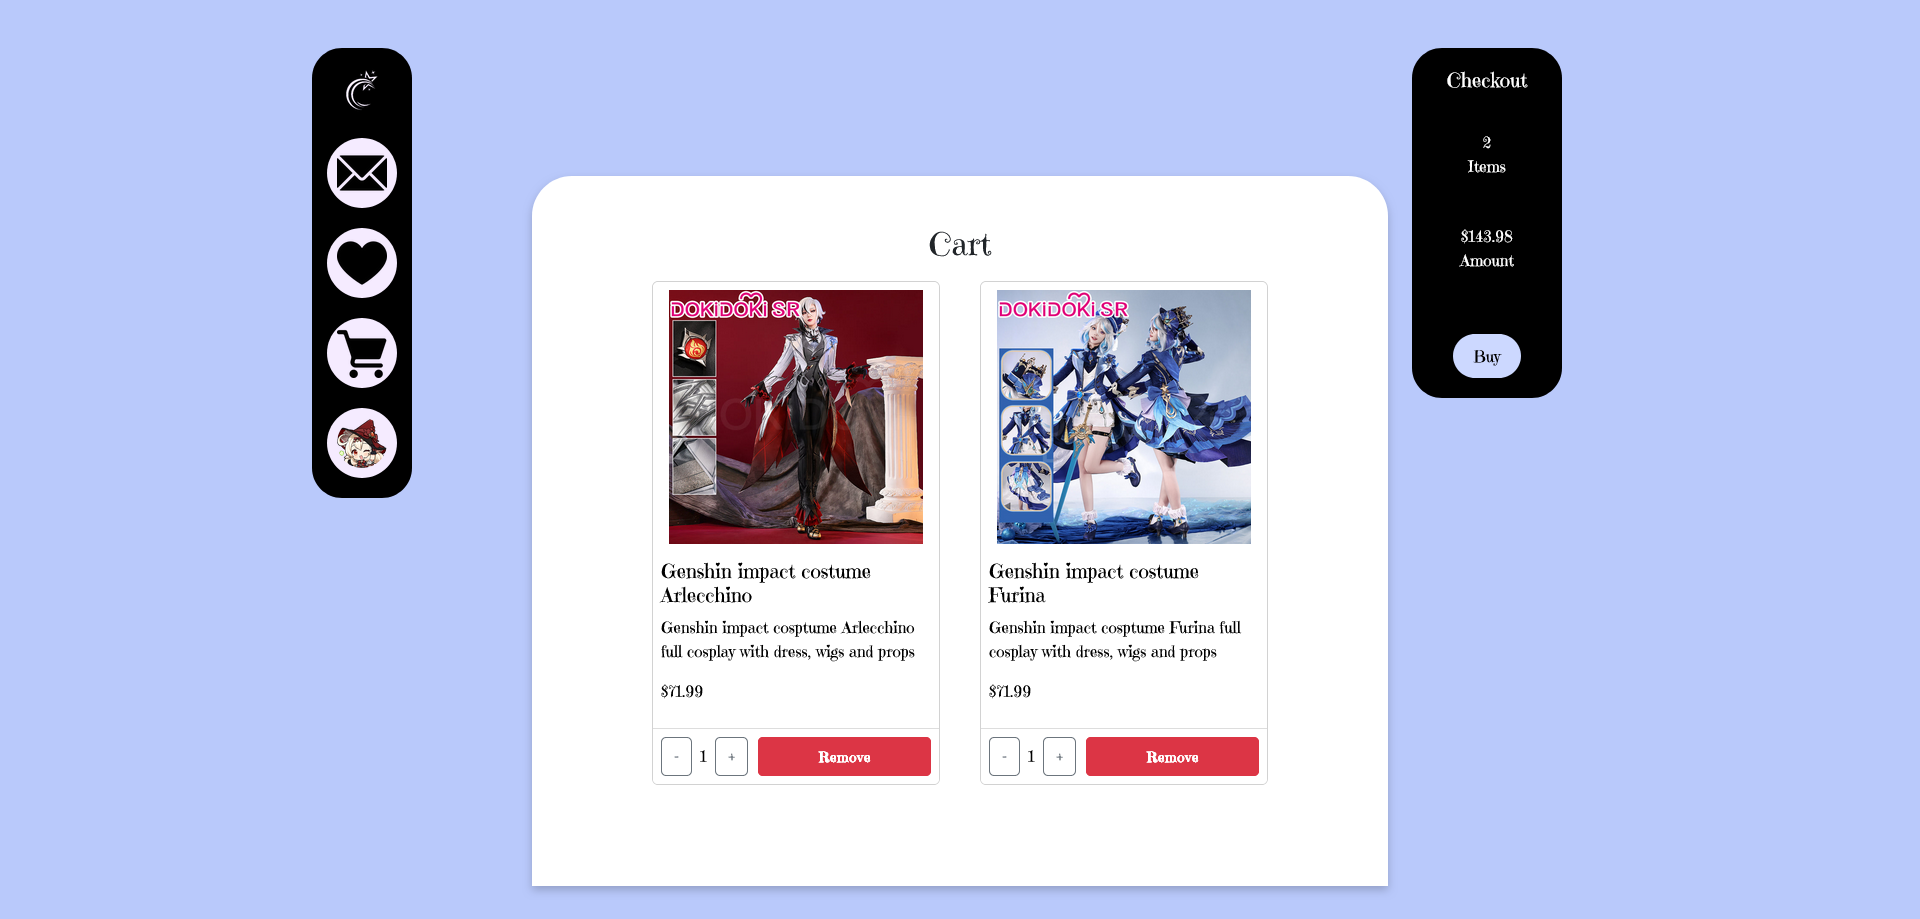 Checkout
2
Items
$143.98
Amount
Buy
Cart
DOKiDOKi SR
Genshin impact costume
Arlecchino
Genshin impact cosptume Arlecchino
full cosplay with dress, wigs and props
$71.99
- 1 + Remove
DOKiDOKi SR
Genshin impact costume
Furina
Genshin impact cosptume Furina full
cosplay with dress, wigs and props
$71.99
- 1 + Remove